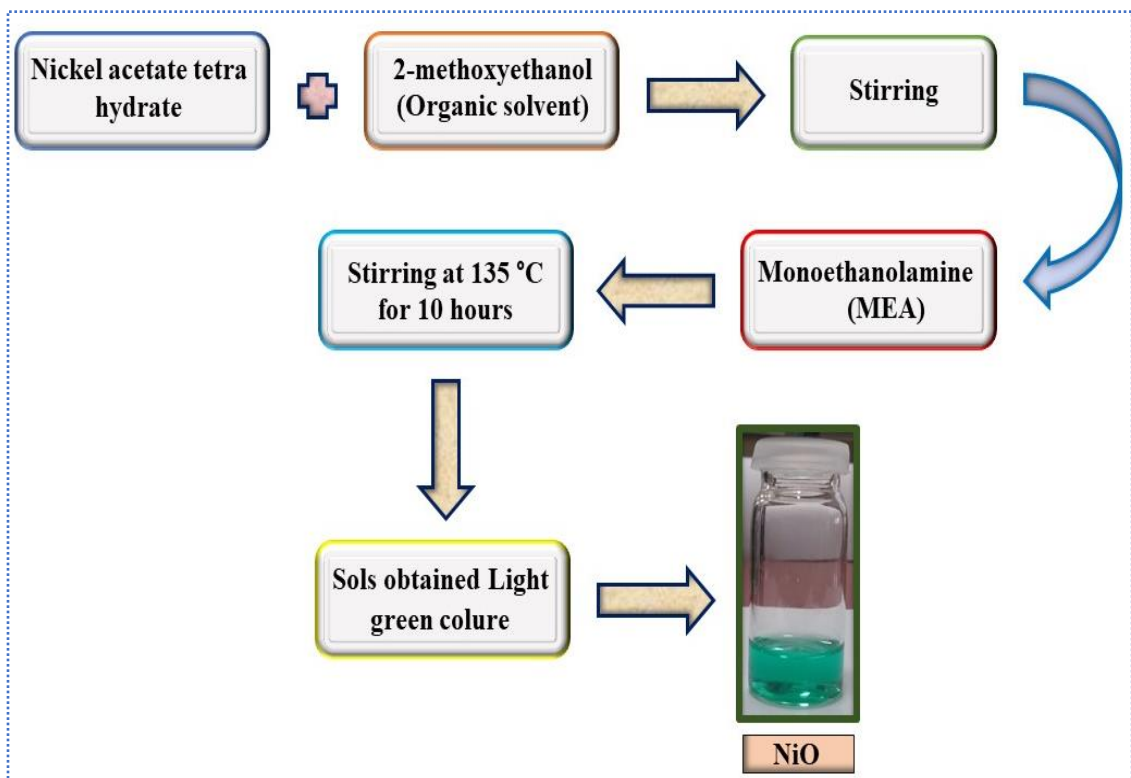 Nickel acetate tetra
hydrate
2-methoxyethanol
(Organic solvent)
Stirring
Monoethanolamine
(MEA)
Stirring at 135 °C
for 10 hours
Sols obtained Light
green colure
NiO